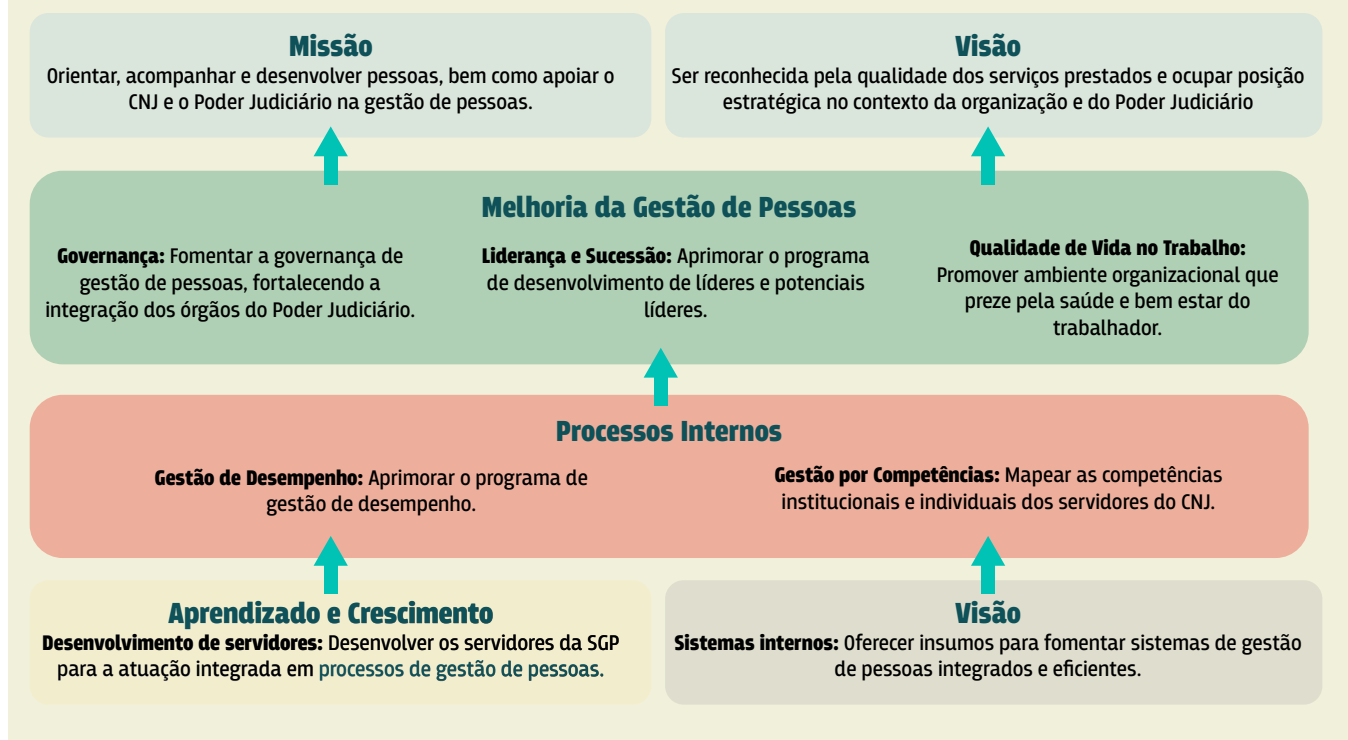 Missão
Orientar, acompanhar e desenvolver pessoas, bem como apoiar o
CNJ e o Poder Judiciário na gestão de pessoas.
Visão
Ser reconhecida pela qualidade dos serviços prestados e ocupar posição
estratégica no contexto da organização e do Poder Judiciário
Melhoria da Gestão de Pessoas
Governança: Fomentar a governança de
gestão de pessoas, fortalecendo a
integração dos órgãos do Poder Judiciário.
Liderança e Sucessão: Aprimorar o programa
de desenvolvimento de líderes e potenciais
líderes.
Qualidade de Vida no Trabalho:
Promover ambiente organizacional que
preze pela saúde e bem estar do
trabalhador.
Processos Internos
Gestão de Desempenho: Aprimorar o programa de
gestão de desempenho.
Gestão por Competências: Mapear as competências
institucionais e individuais dos servidores do CNJ.
Aprendizado e Crescimento
Desenvolvimento de servidores: Desenvolver os servidores da SGP
para a atuação integrada em processos de gestão de pessoas.
Visão
Sistemas internos: Oferecer insumos para fomentar sistemas de gestão
de pessoas integrados e eficientes.